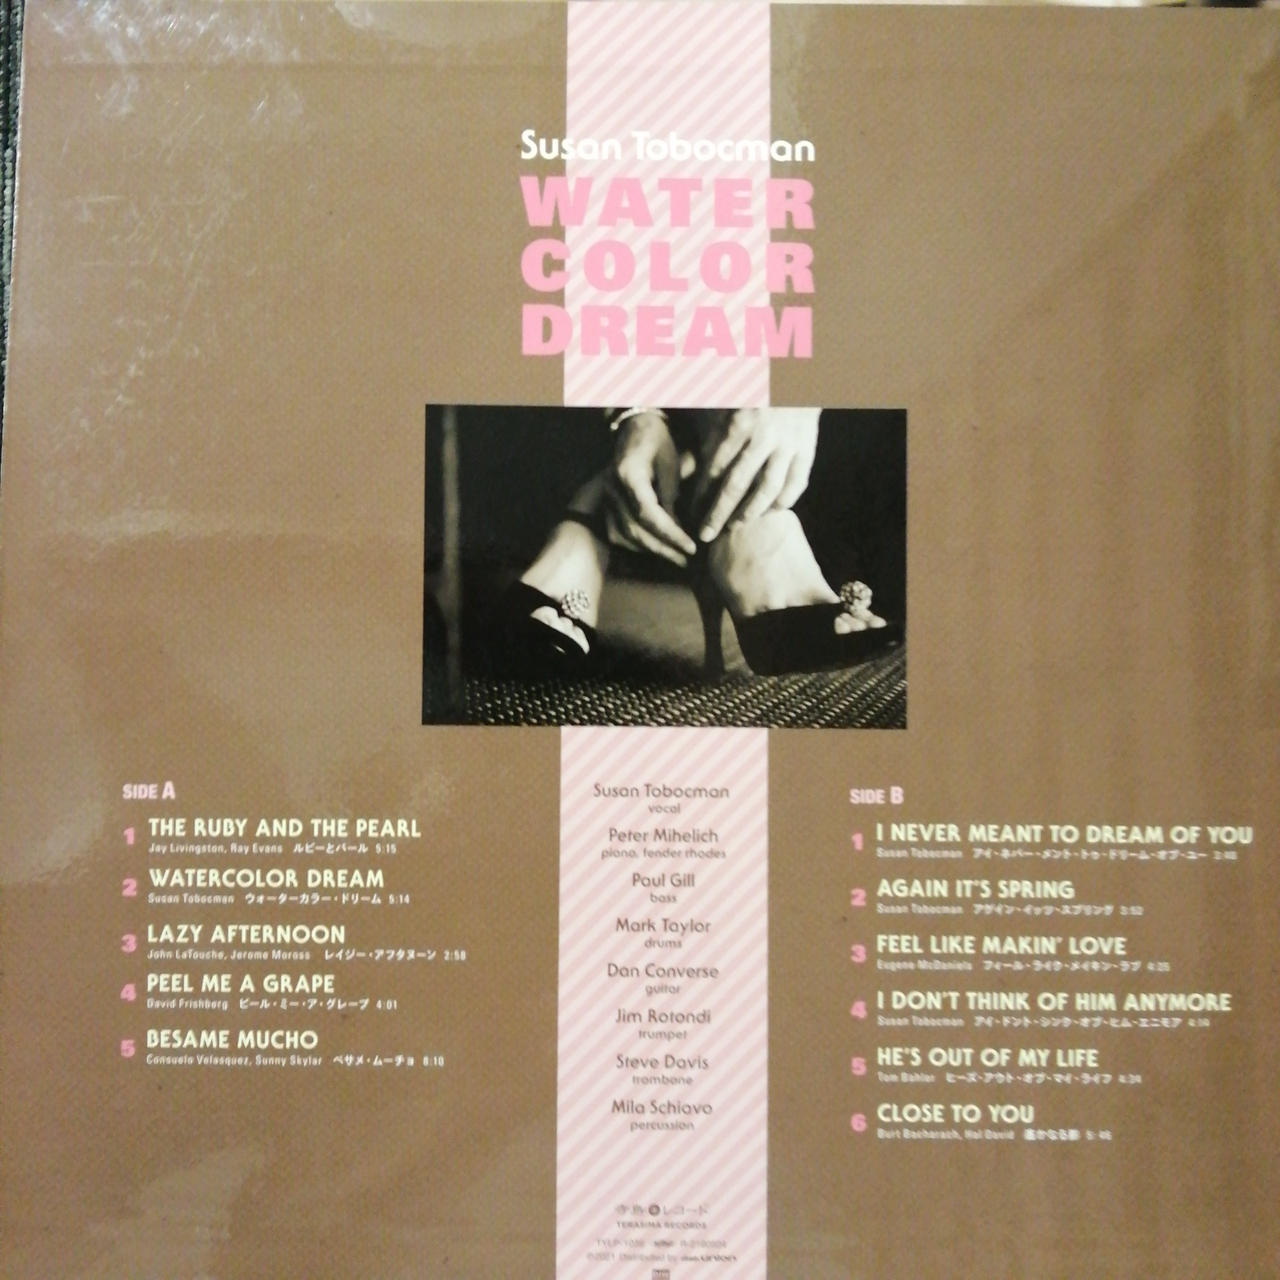 Susan Tobocman
WATER
COLOR
DREAM
SIDE A
1 THE RUBY AND THE PEARL
Jay Livingston, Ray Evans ルビーとパール 5:15
2 WATERCOLOR DREAM
Susan Tobocman ウォーターカラー・ドリーム 5:14
3 LAZY AFTERNOON
John LaTouche, Jerome Moross レイジー・アフタヌーン 2:58
4 PEEL ME A GRAPE
David Frishberg ピール・ミー・ア・グレープ 4:01
5 BESAME MUCHO
Consuelo Velasquez, Sunny Skylar ベサメ・ムーチョ 6:10
Susan Tobocman
vocal
Peter Mihelich
piano, fender rhodes
Paul Gill
bass
Mark Taylor
drums
Dan Converse
guitar
Jim Rotondi
trumpet
Steve Davis
trombone
Mila Schiavo
percussion
SIDE B
1 I NEVER MEANT TO DREAM OF YOU
Susan Tobocman アイ・ネバー・メント・トゥ・ドリーム・オブ・ユー
2 AGAIN IT'S SPRING
Susan Tobocman アゲイン・イッツ・スプリング 3:52
3 FEEL LIKE MAKIN' LOVE
Eugene McDaniels フィール・ライク・メイキン・ラブ 4:25
4 I DON'T THINK OF HIM ANYMORE
Susan Tobocman アイ・ドント・シンク・オブ・ヒム・エニモア
5 HE'S OUT OF MY LIFE
Tom Bahler ヒーズ・アウト・オブ・マイ・ライフ 4:34
6 CLOSE TO YOU
Burt Bacharach, Hal David 遥かなる影
寺島レコード
TERASIMA RECORDS
©2021 Distributed by union